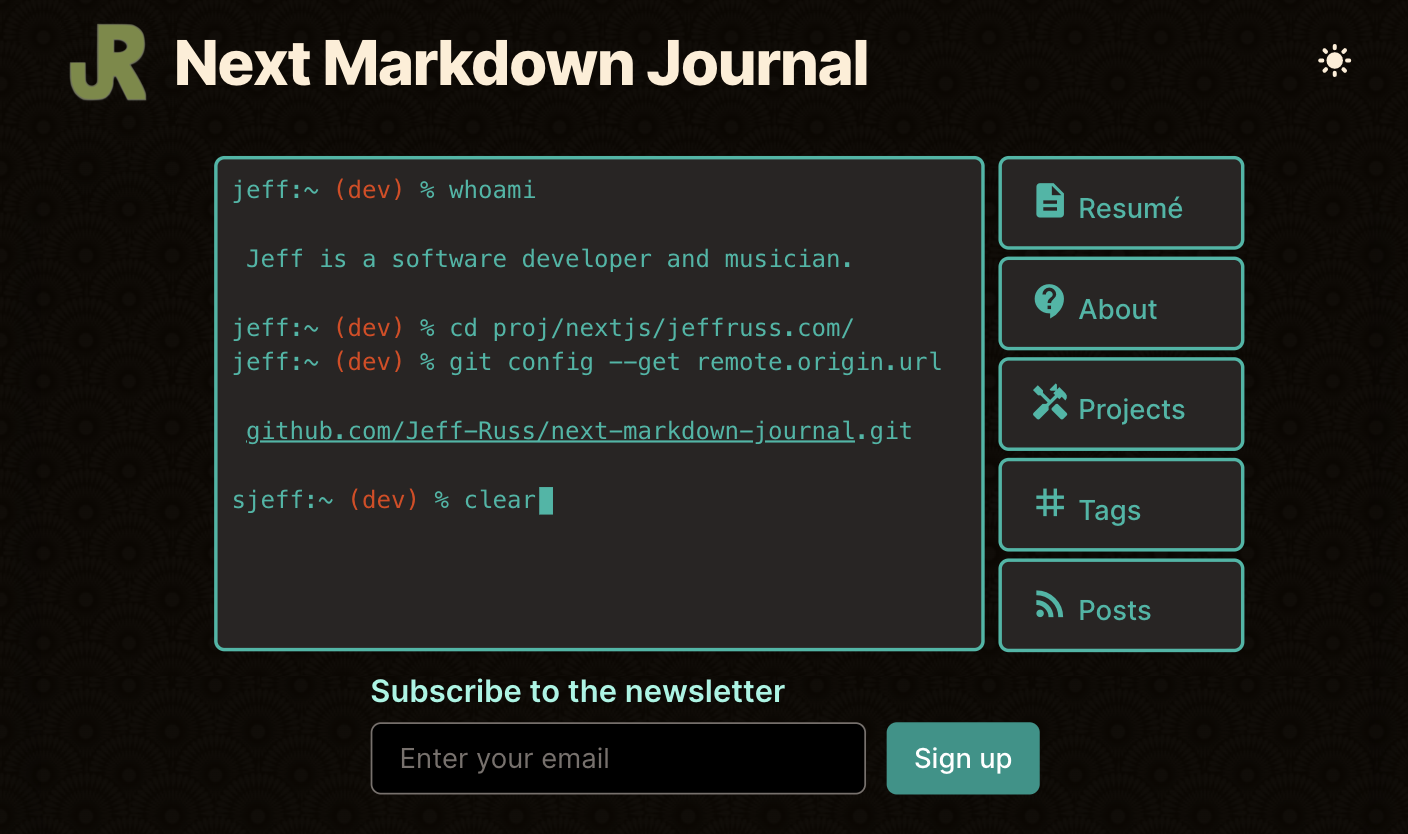 JR Next Markdown Journal
jeff:~ (dev) % whoami
Jeff is a software developer and musician.
jeff:~ (dev) % cd proj/nextjs/jeffruss.com/
jeff:~ (dev) % git config --get remote.origin.url
github.com/Jeff-Russ/next-markdown-journal.git
sjeff:~ (dev) % clear
Resumé
About
Projects
Tags
Posts
Subscribe to the newsletter
Enter your email
Sign up